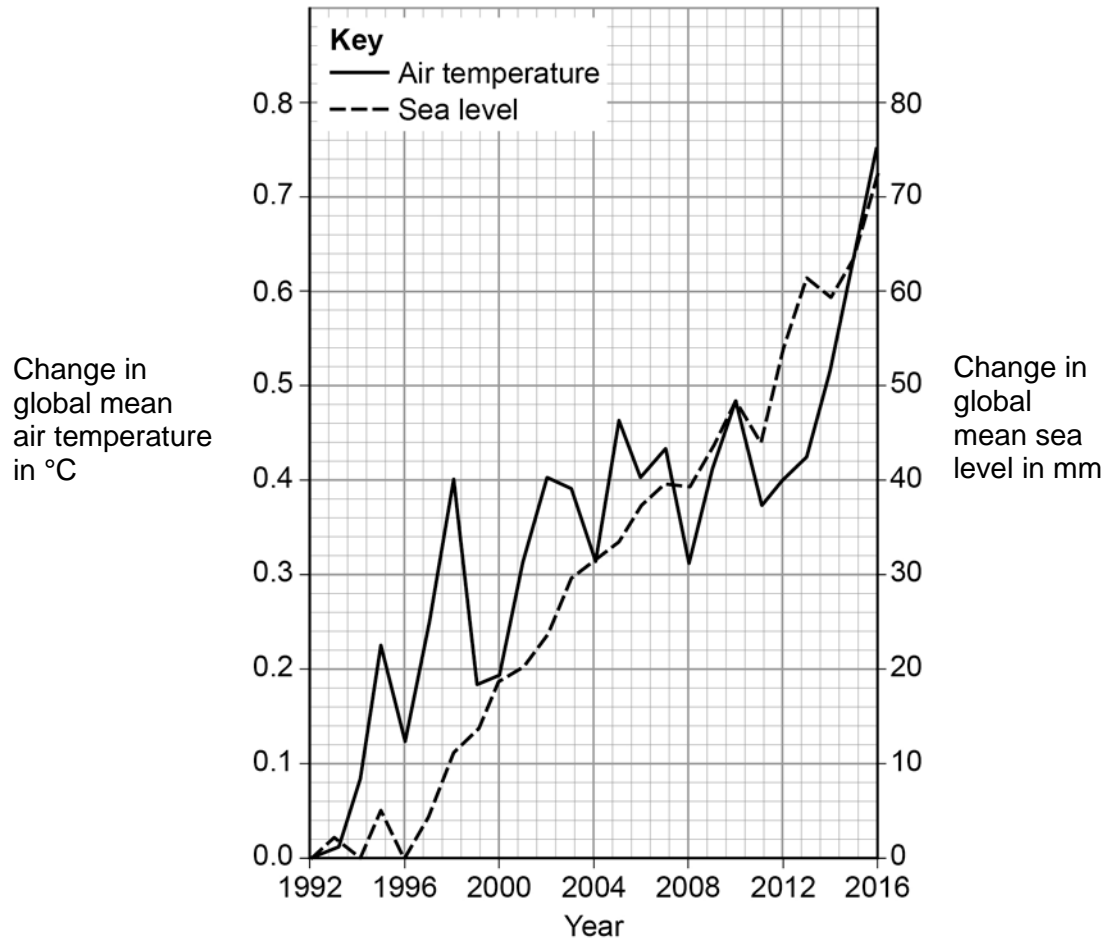 Key
Air temperature
Sea level
0.8
0.7
0.6
0.5
0.4
0.3
0.2
0.1
0.0
Change in
global mean
air temperature
in °C
80
70
60
50
40
30
20
10
0
Change in
global
mean sea
level in mm
1992 1996 2000 2004 2008 2012 2016
Year